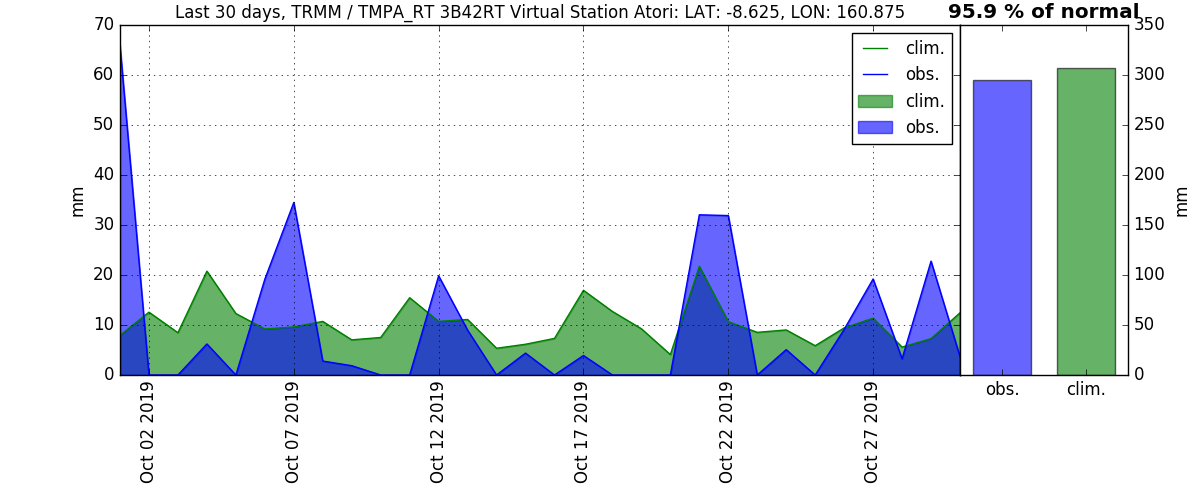 Last 30 days, TRMM / TMPA_RT 3B42RT Virtual Station Atori: LAT: -8.625, LON: 160.875
95.9 % of normal
70
60
50
40
30
20
10
0
mm
clim.
obs.
clim.
obs.
Oct 02 2019
Oct 07 2019
Oct 12 2019
Oct 17 2019
Oct 22 2019
Oct 27 2019
350
300
250
200
150
100
50
0
mm
obs.
clim.